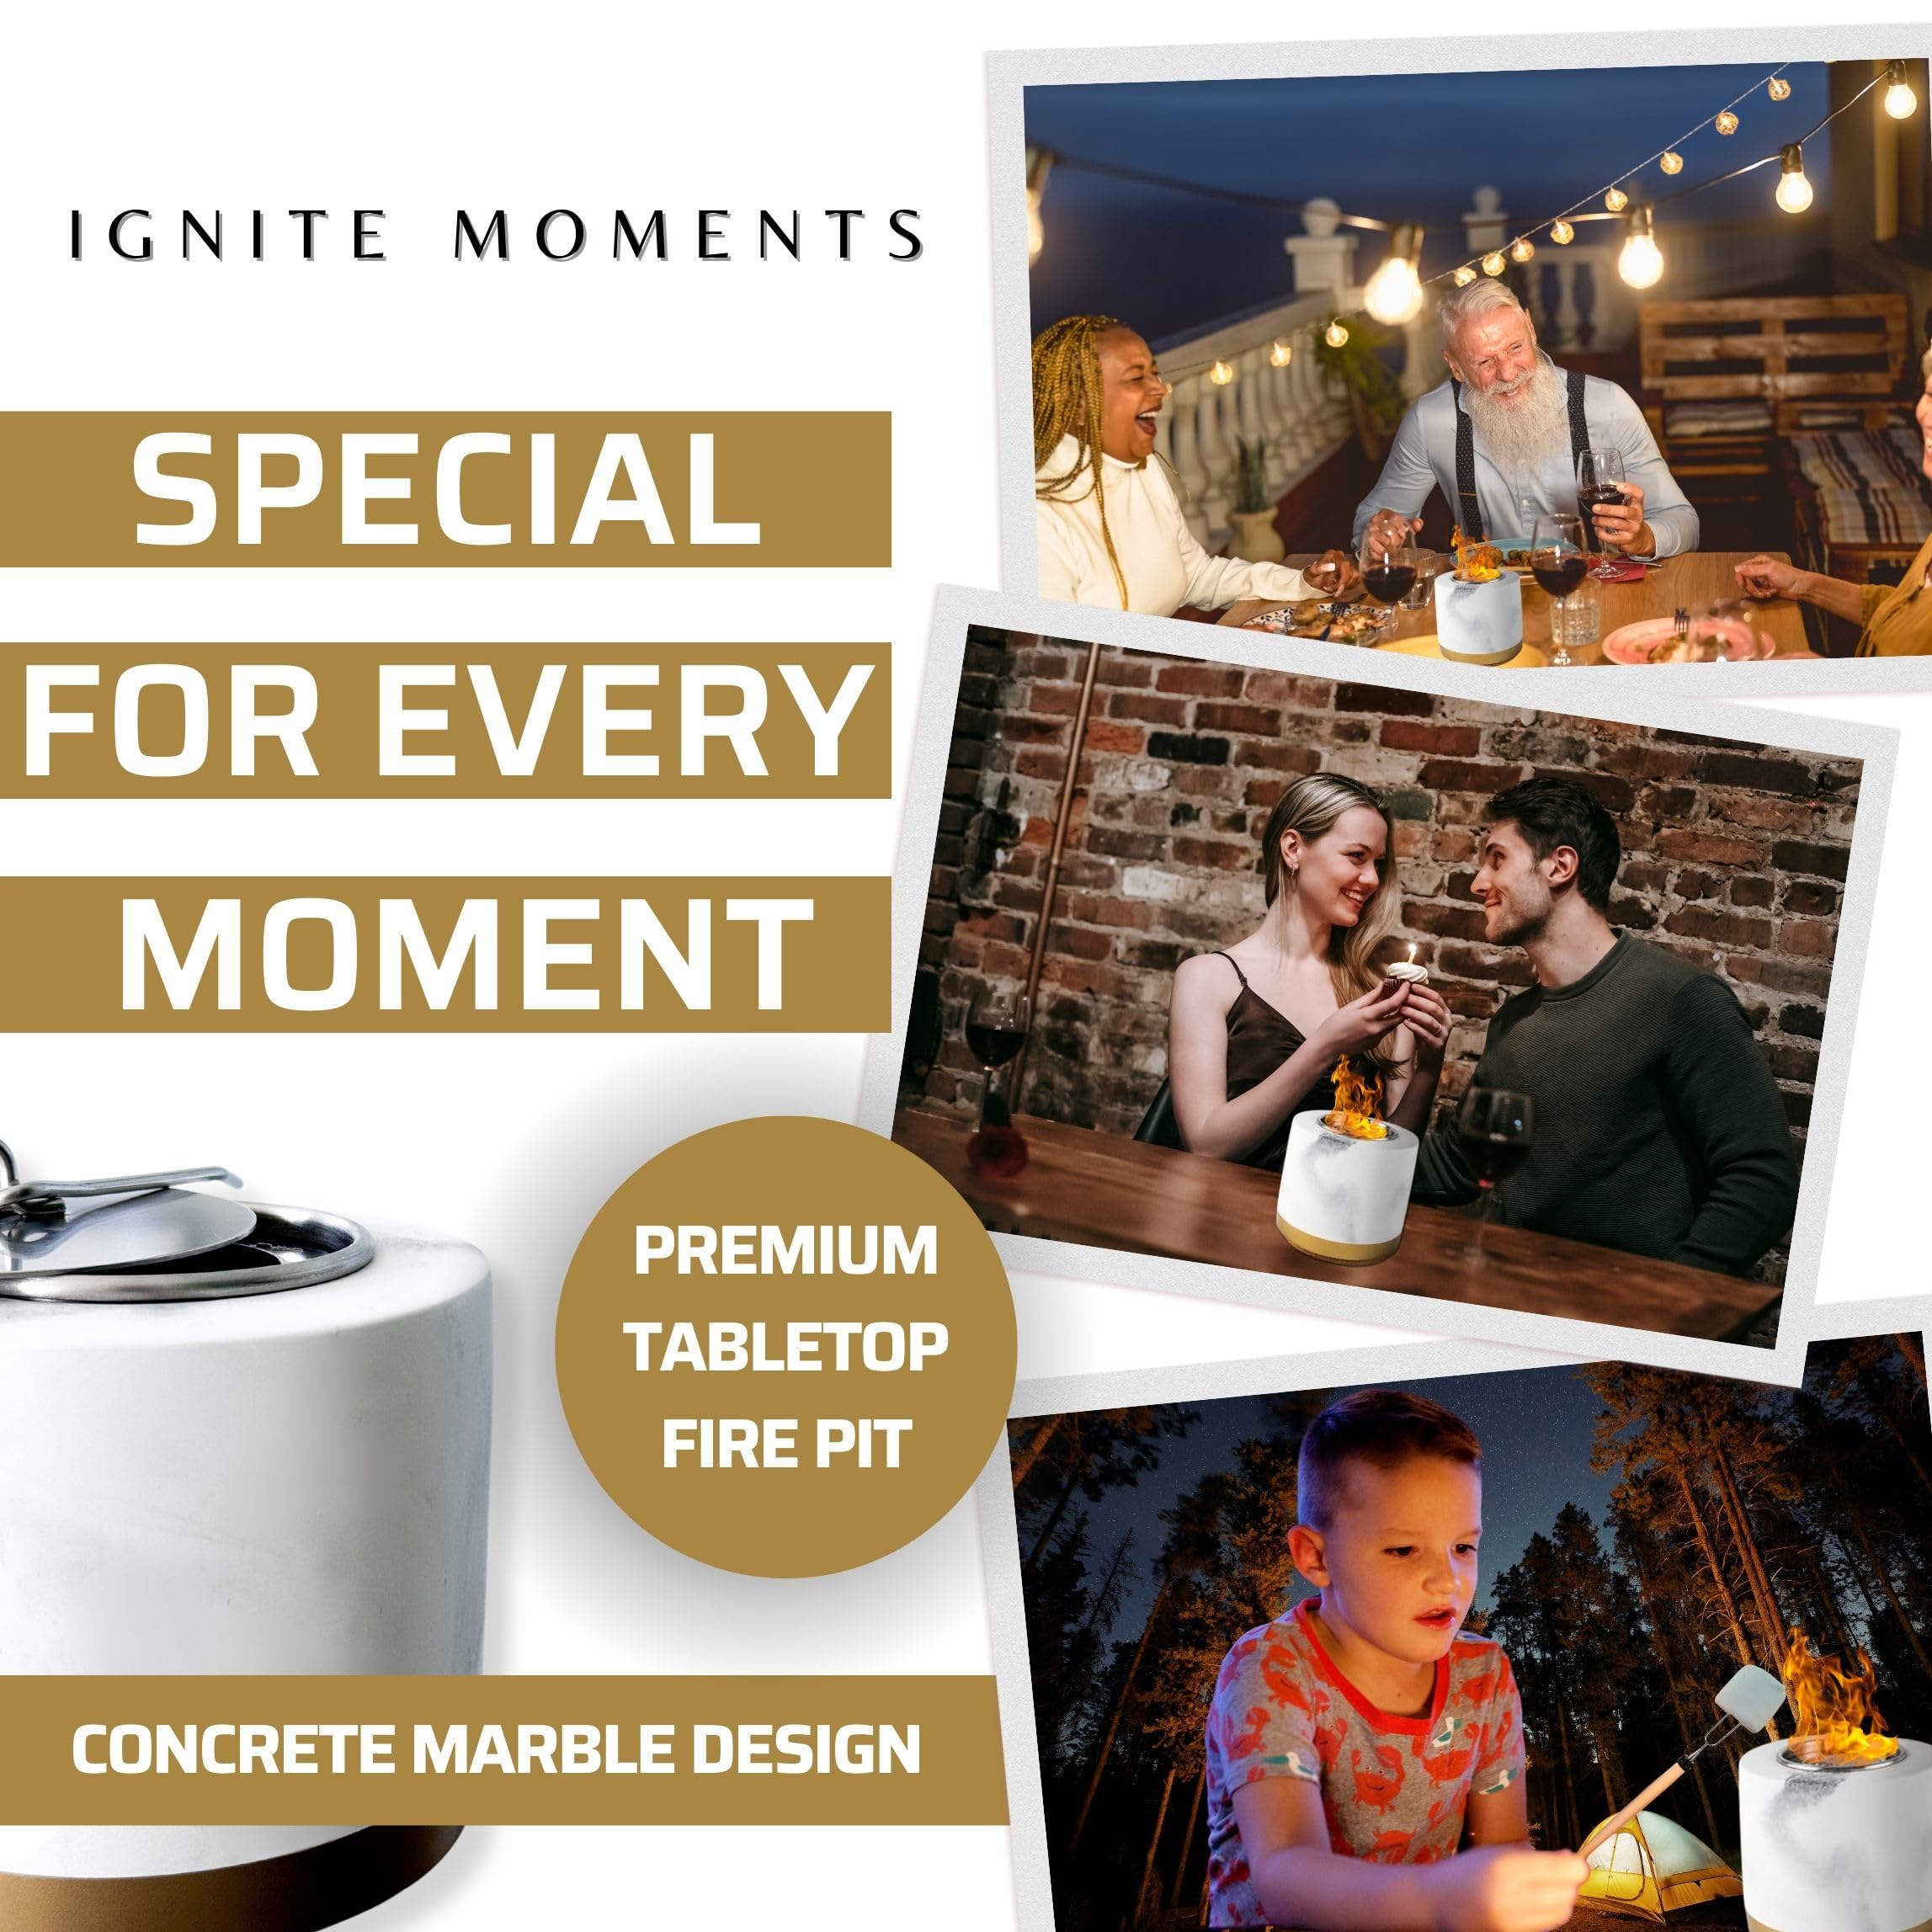 IGNITE MOMENTS
SPECIAL
FOR EVERY
MOMENT
PREMIUM
TABLETOP
FIRE PIT
CONCRETE MARBLE DESIGN